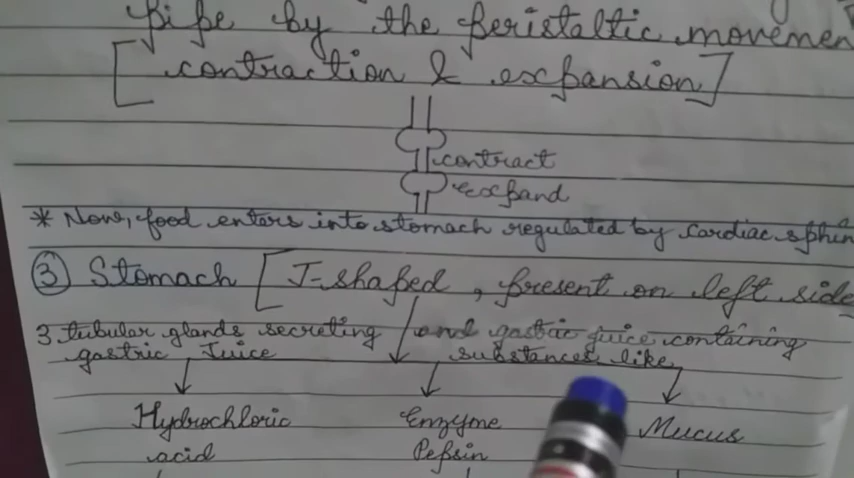 pipe by the peristaltic movemen
[contraction & expansion]
contract
expand
* Now, food enters into stomach regulated by cardiac sphin
③ Stomach [J-shaped, present on left side
3 tubular glands secreting gastric Juice
and gastric juice containing substances like
Hydrochloric acid
Enzyme Pepsin
Mucus